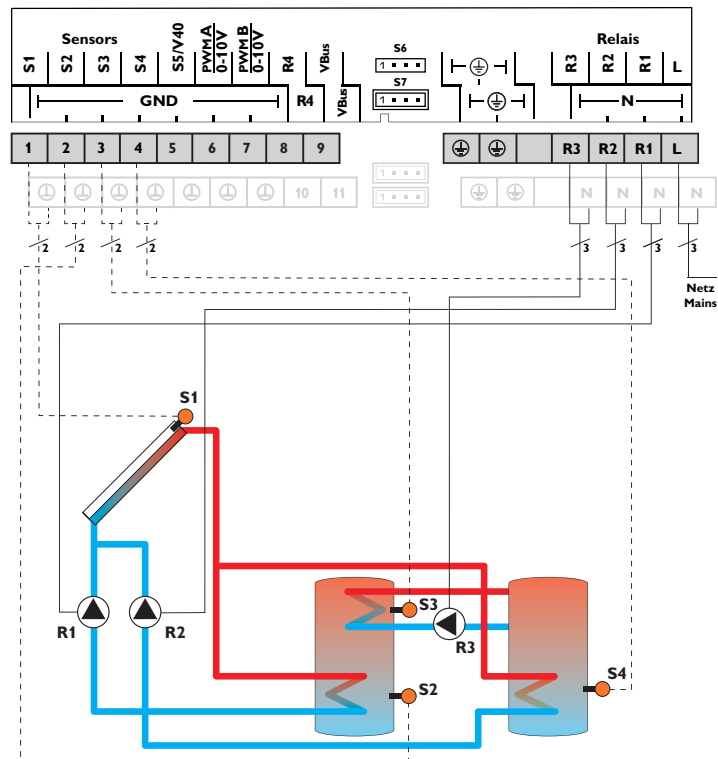 Sensors
Relais
S1 S2 S3 S4 S5/V40 PWM A 0-10V PWM B 0-10V R4 VBus
S6
1
R3 R2 R1 L
GND
R4
VBus
S7
1
N
1 2 3 4 5 6 7 8 9
R3 R2 R1 L
10 11
1
1
N N N N
2 2 2 2
3 3 3 3
Netz
Mains
S1
S3
R1
R2
R3
S2
S4